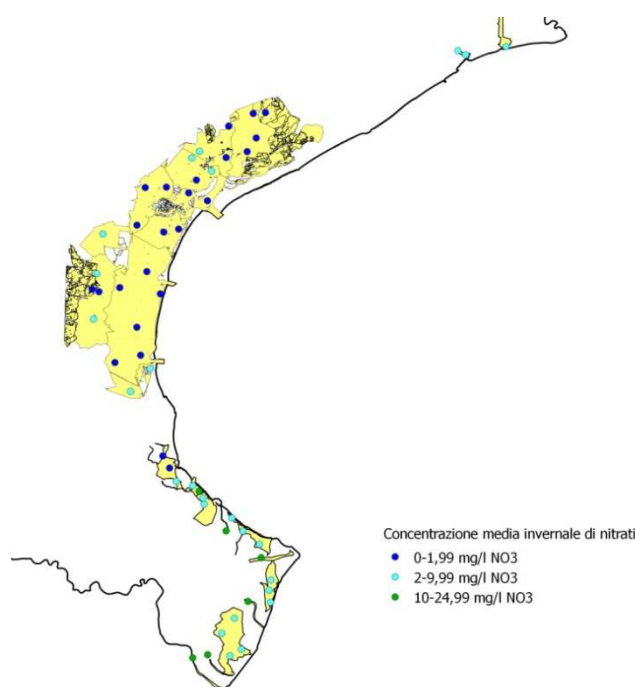 Concentrazione media invernale di nitrati
0-1,99 mg/l NO3
2-9,99 mg/l NO3
10-24,99 mg/l NO3